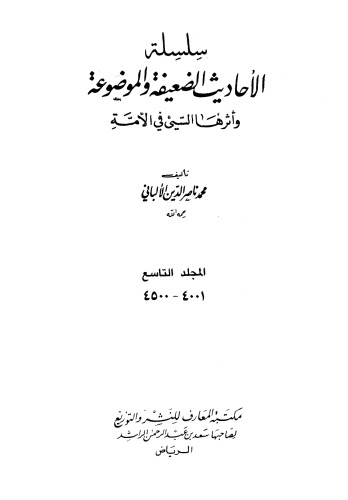 سلسلة
الأحاديث الضعيفة والموضوعة
وأثرها السيئ في الأمة
تأليف
محمد ناصر الدين الألباني
رحمه الله
المجلد التاسع
٤٠٠١ - ٤٥٠٠
مكتبة المعارف للنشر والتوزيع
لصاحبها سعد بن عبد الرحمن الراشد
الرياض